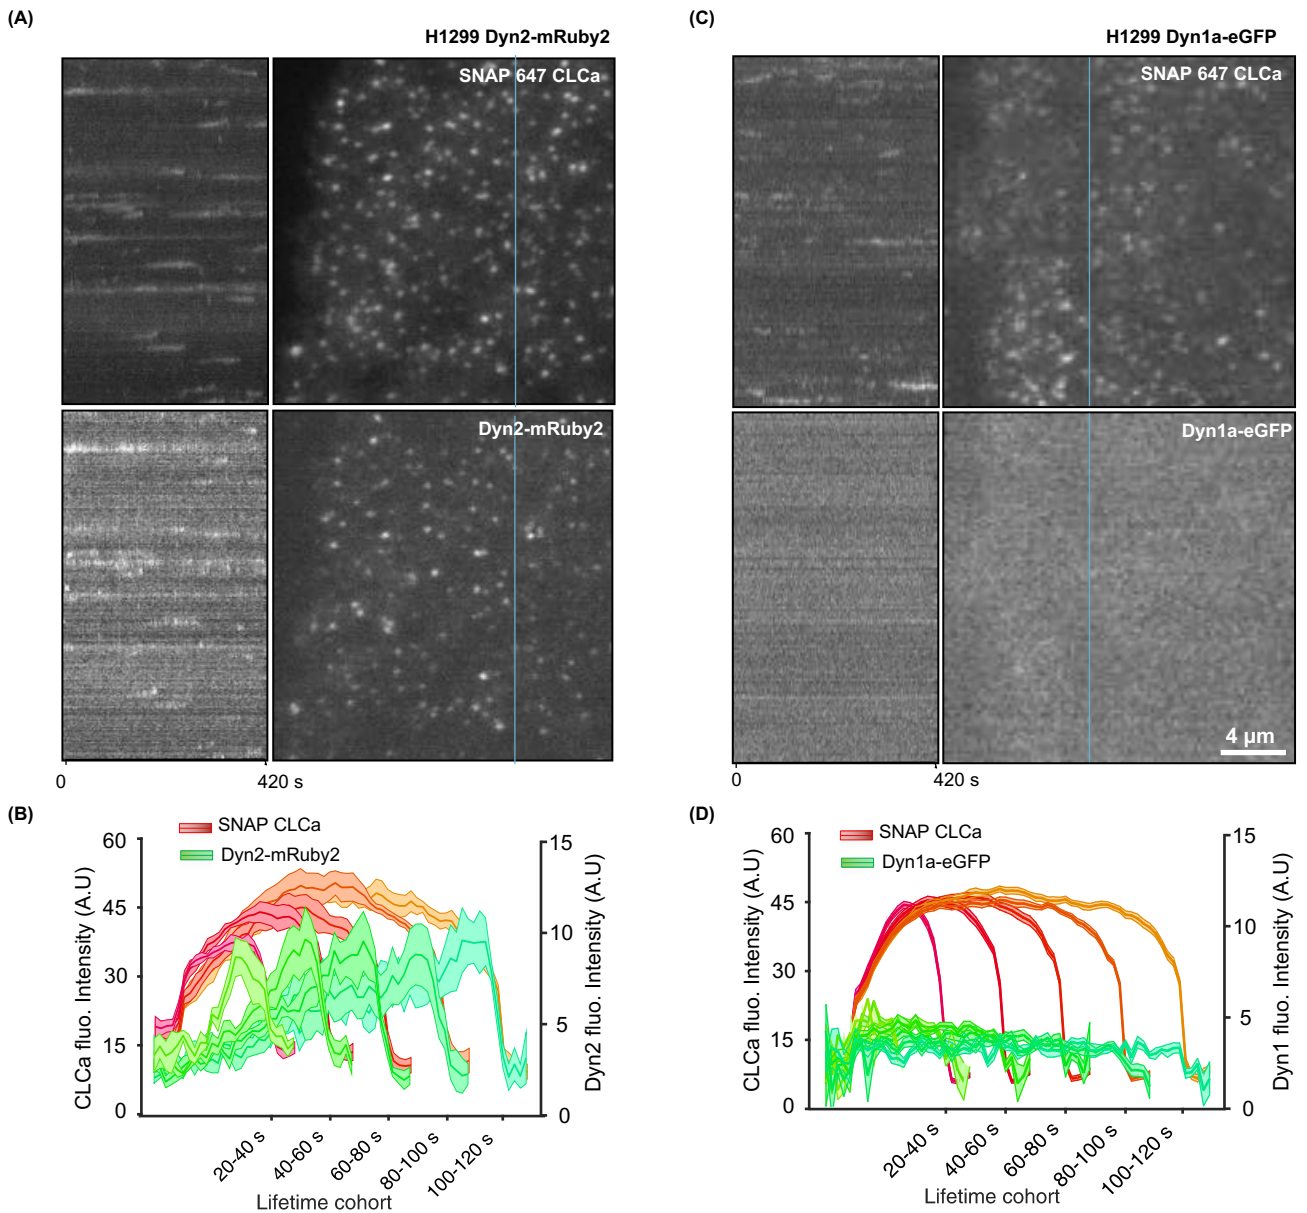 (A)
H1299 Dyn2-mRuby2
SNAP 647 CLCa
Dyn2-mRuby2
0
420 s
(C)
H1299 Dyn1a-eGFP
SNAP 647 CLCa
Dyn1a-eGFP
4 µm
0
420 s
(B)
SNAP CLCa
Dyn2-mRuby2
CLCa fluo. Intensity (A.U)
60
45
30
15
0
15
10
5
0
Dyn2 fluo. Intensity (A.U)
20-40 s
40-60 s
60-80 s
80-100 s
100-120 s
Lifetime cohort
(D)
SNAP CLCa
Dyn1a-eGFP
CLCa fluo. Intensity (A.U)
60
45
30
15
0
15
10
5
0
Dyn1 fluo. Intensity (A.U)
20-40 s
40-60 s
60-80 s
80-100 s
100-120 s
Lifetime cohort